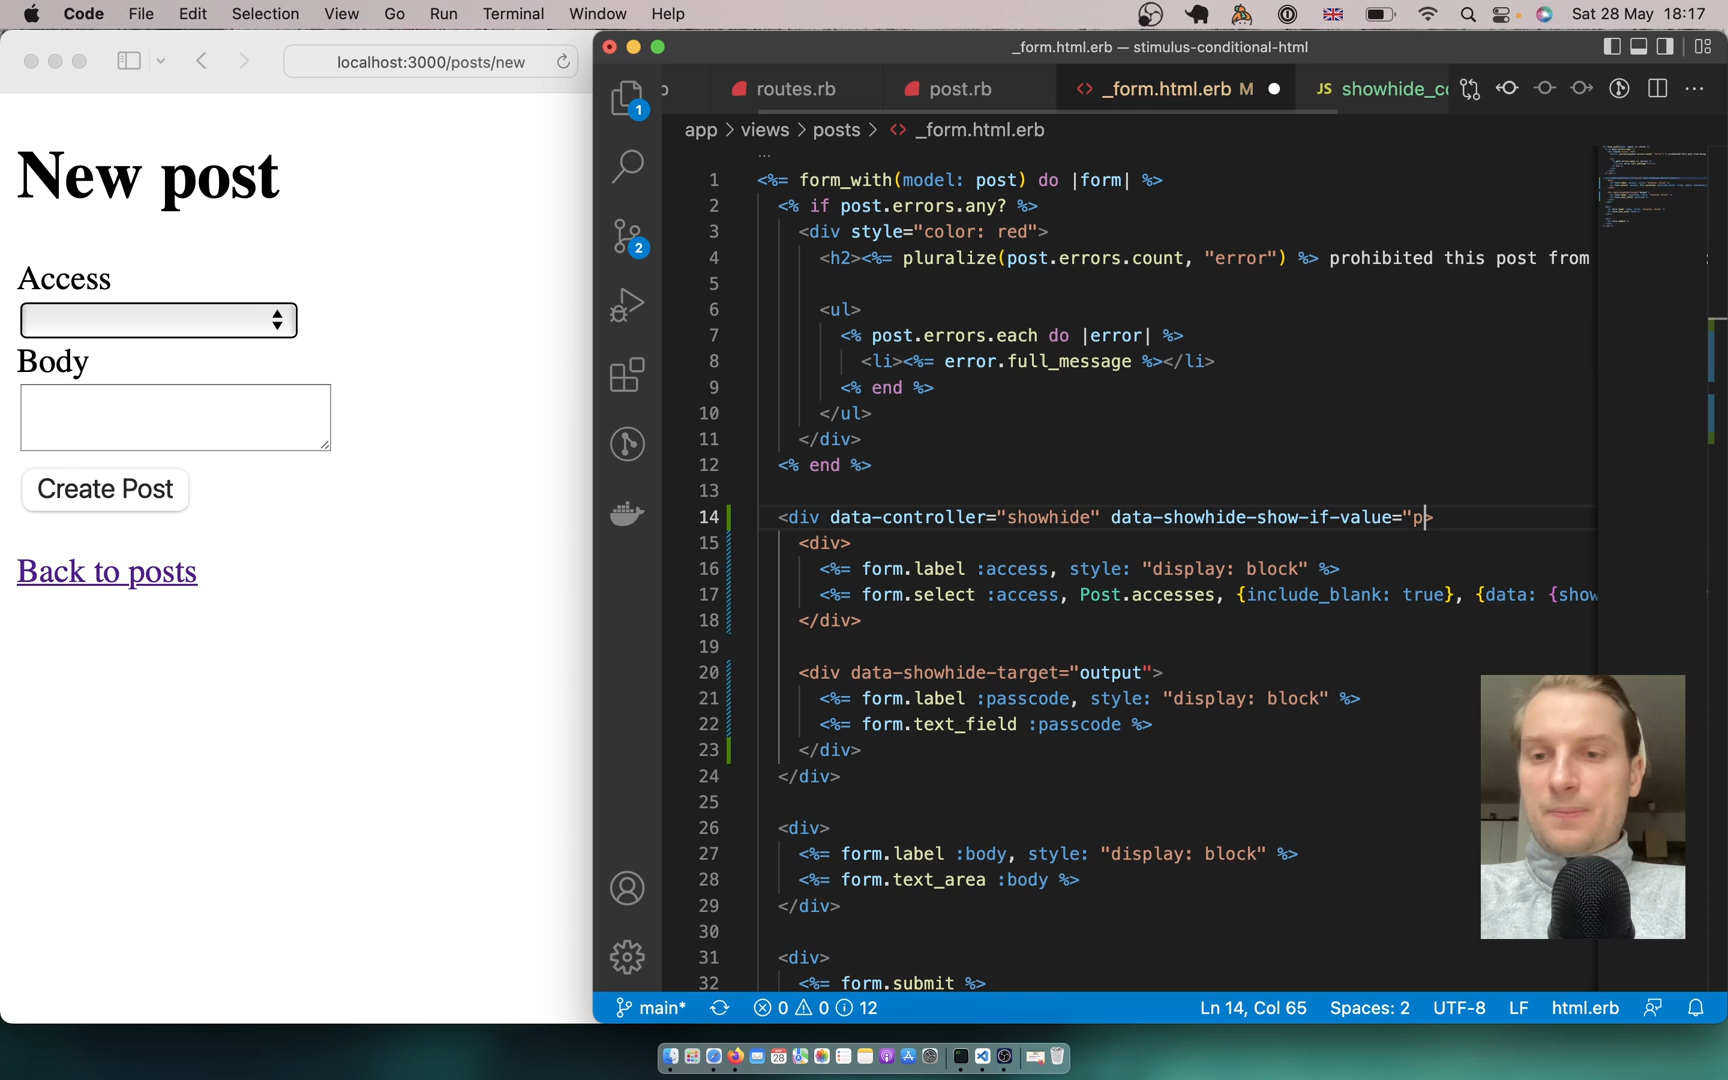 Code File Edit Selection View Go Run Terminal Window Help Sat 28 May 18:17
localhost:3000/posts/new
New post
Access
Body
Create Post
Back to posts
_form.html.erb — stimulus-conditional-html
routes.rb post.rb _form.html.erb M JS showhide_cc
app > views > posts > _form.html.erb
1 <%= form_with(model: post) do |form| %>
2 <% if post.errors.any? %>
3 <div style="color: red">
4 <h2><%= pluralize(post.errors.count, "error") %> prohibited this post from
5
6 <ul>
7 <% post.errors.each do |error| %>
8 <li><%= error.full_message %></li>
9 <% end %>
10 </ul>
11 </div>
12 <% end %>
13
14 <div data-controller="showhide" data-showhide-show-if-value="p>
15 <div>
16 <%= form.label :access, style: "display: block" %>
17 <%= form.select :access, Post.accesses, {include_blank: true}, {data: {show
18 </div>
19
20 <div data-showhide-target="output">
21 <%= form.label :passcode, style: "display: block" %>
22 <%= form.text_field :passcode %>
23 </div>
24 </div>
25
26 <div>
27 <%= form.label :body, style: "display: block" %>
28 <%= form.text_area :body %>
29 </div>
30
31 <div>
32 <%= form.submit %>
1
2
main* 0 0 12 Ln 14, Col 65 Spaces: 2 UTF-8 LF html.erb